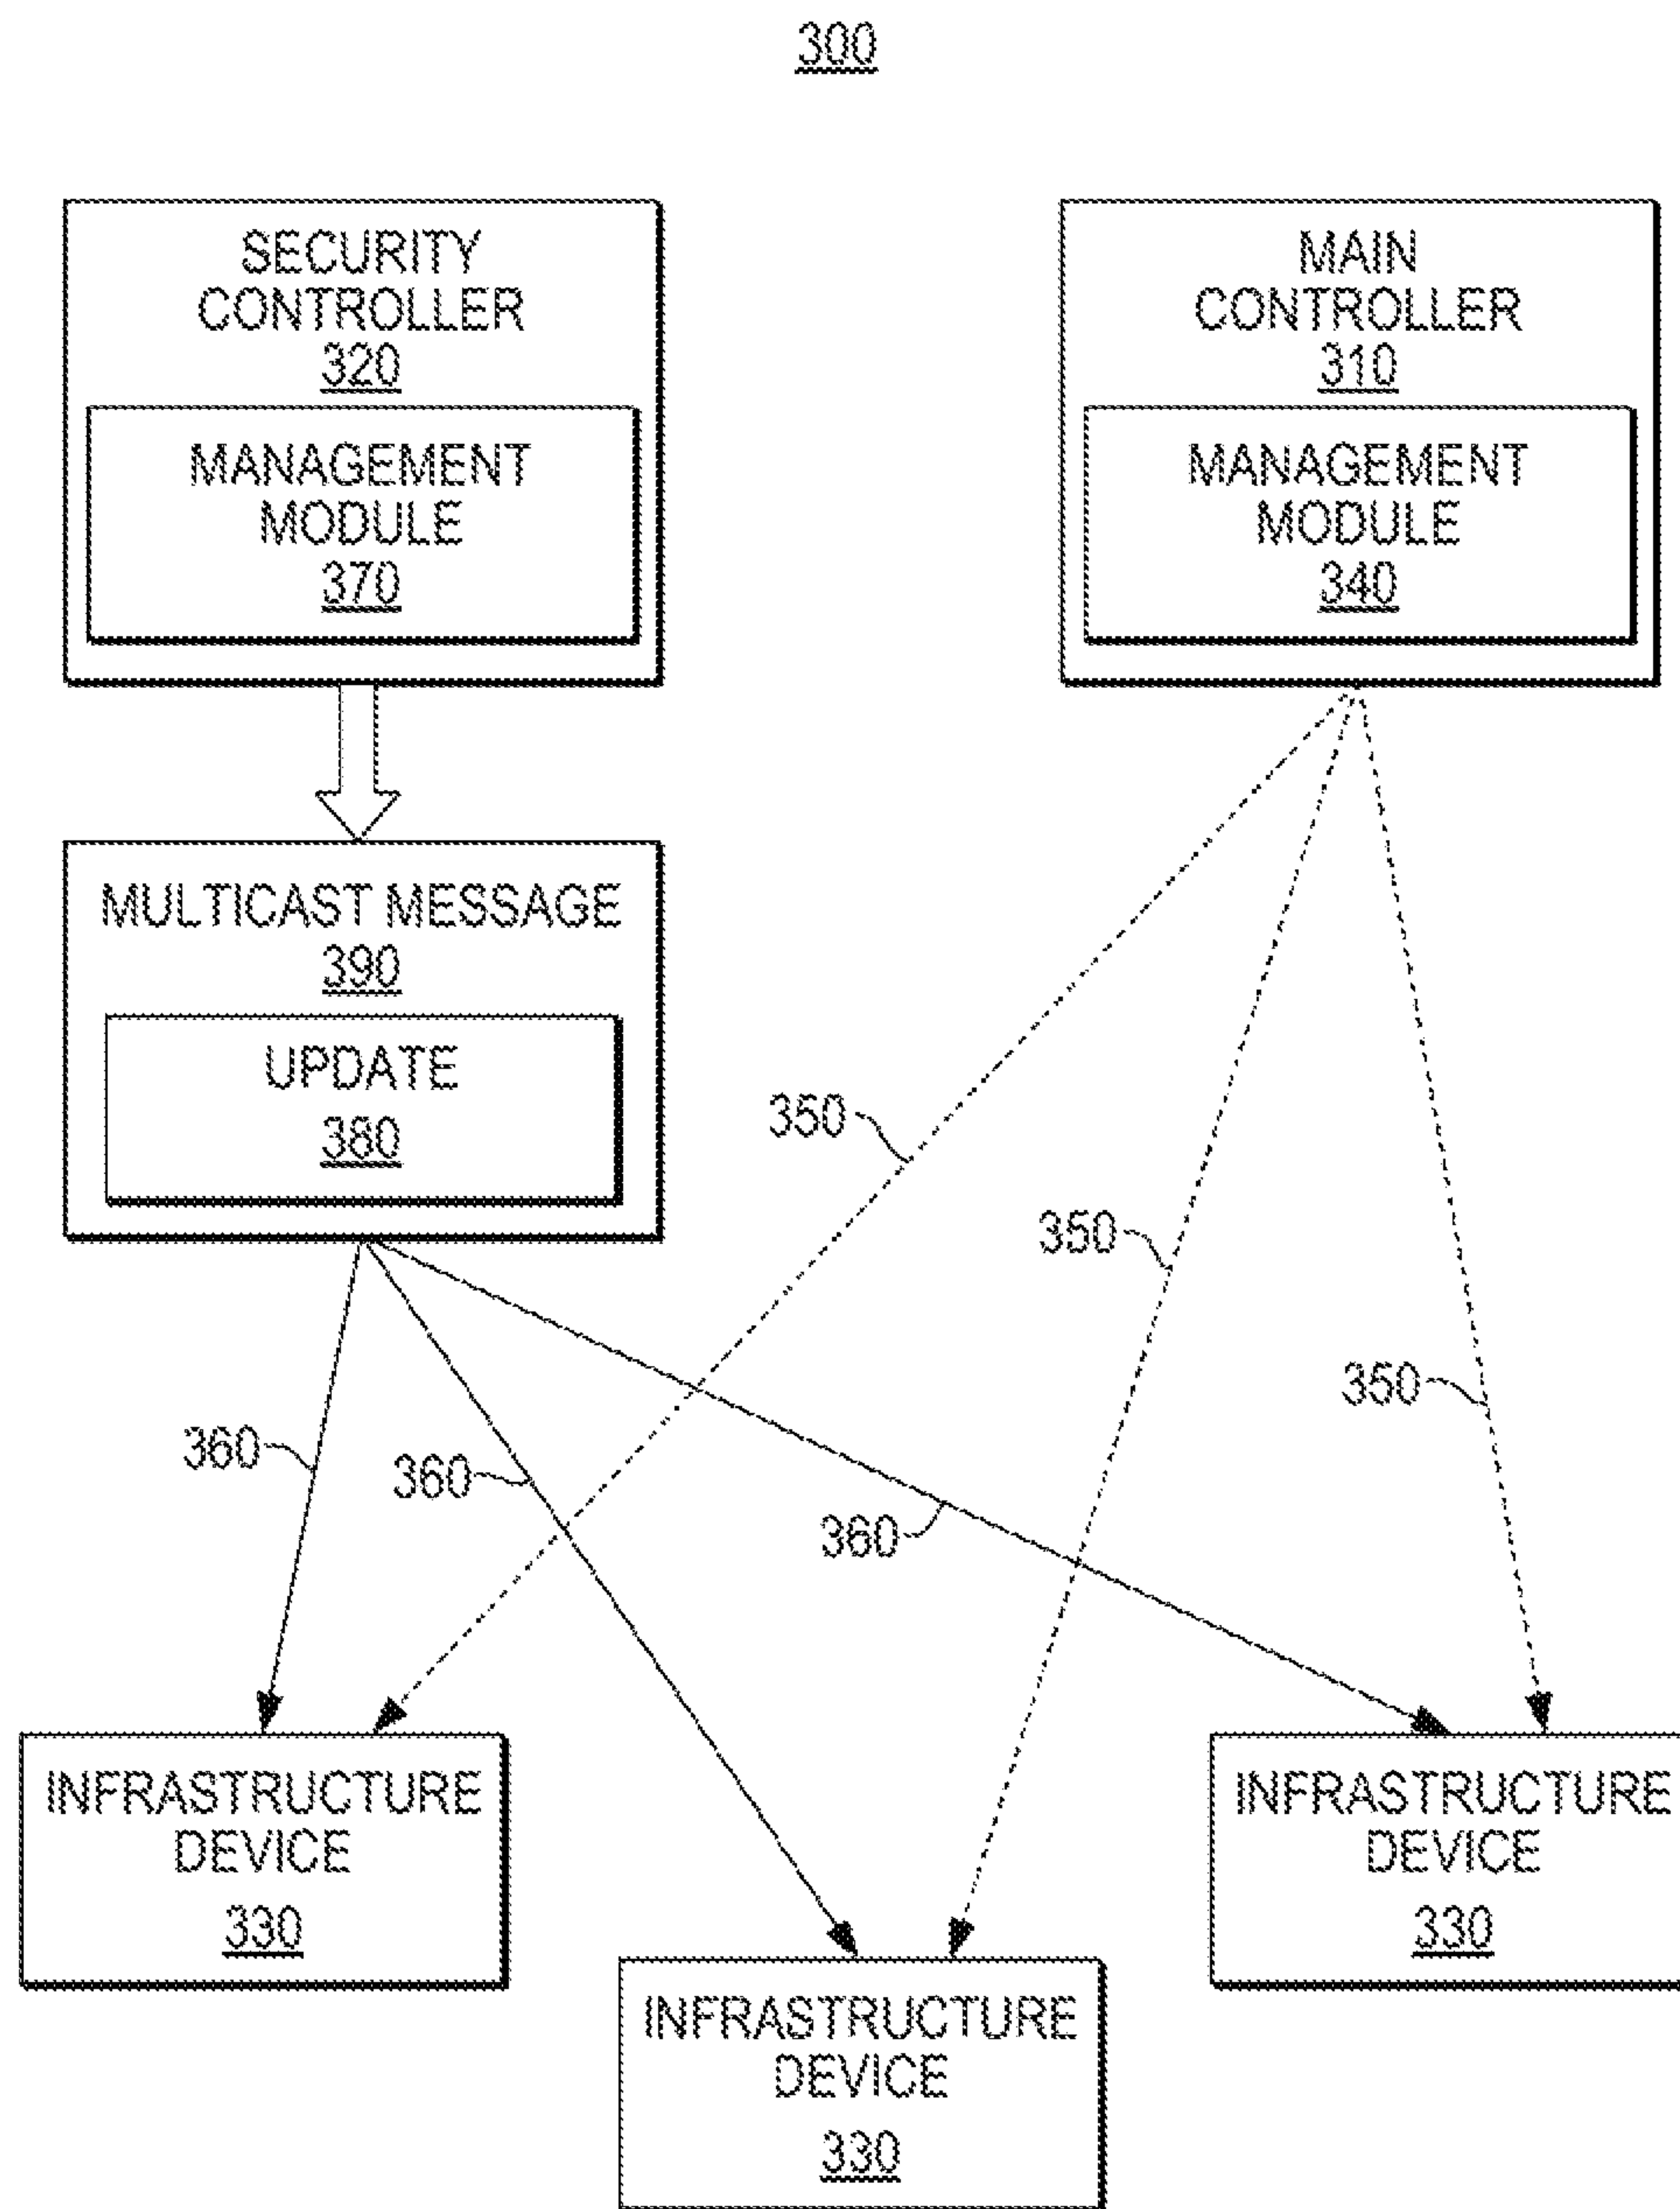 300
SECURITY
CONTROLLER
320
MANAGEMENT
MODULE
370
MAIN
CONTROLLER
310
MANAGEMENT
MODULE
340
MULTICAST MESSAGE
390
UPDATE
380
350
350
350
360
360
360
INFRASTRUCTURE
DEVICE
330
INFRASTRUCTURE
DEVICE
330
INFRASTRUCTURE
DEVICE
330